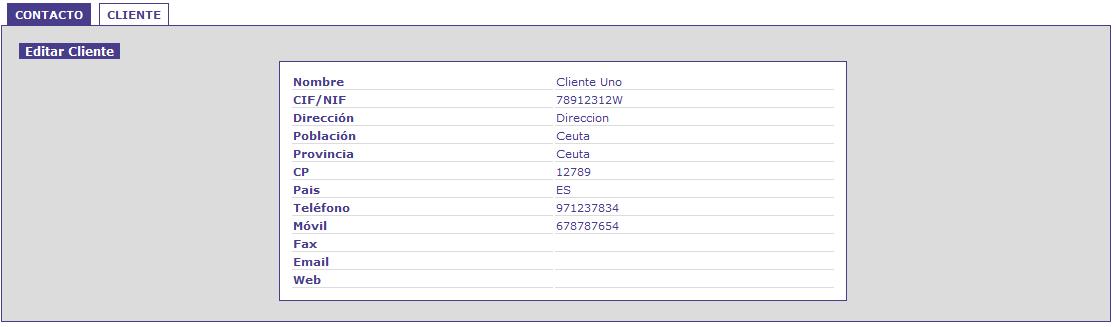 CONTACTO CLIENTE
Editar Cliente
Nombre Cliente Uno
CIF/NIF 78912312W
Dirección Direccion
Población Ceuta
Provincia Ceuta
CP 12789
Pais ES
Teléfono 971237834
Móvil 678787654
Fax
Email
Web